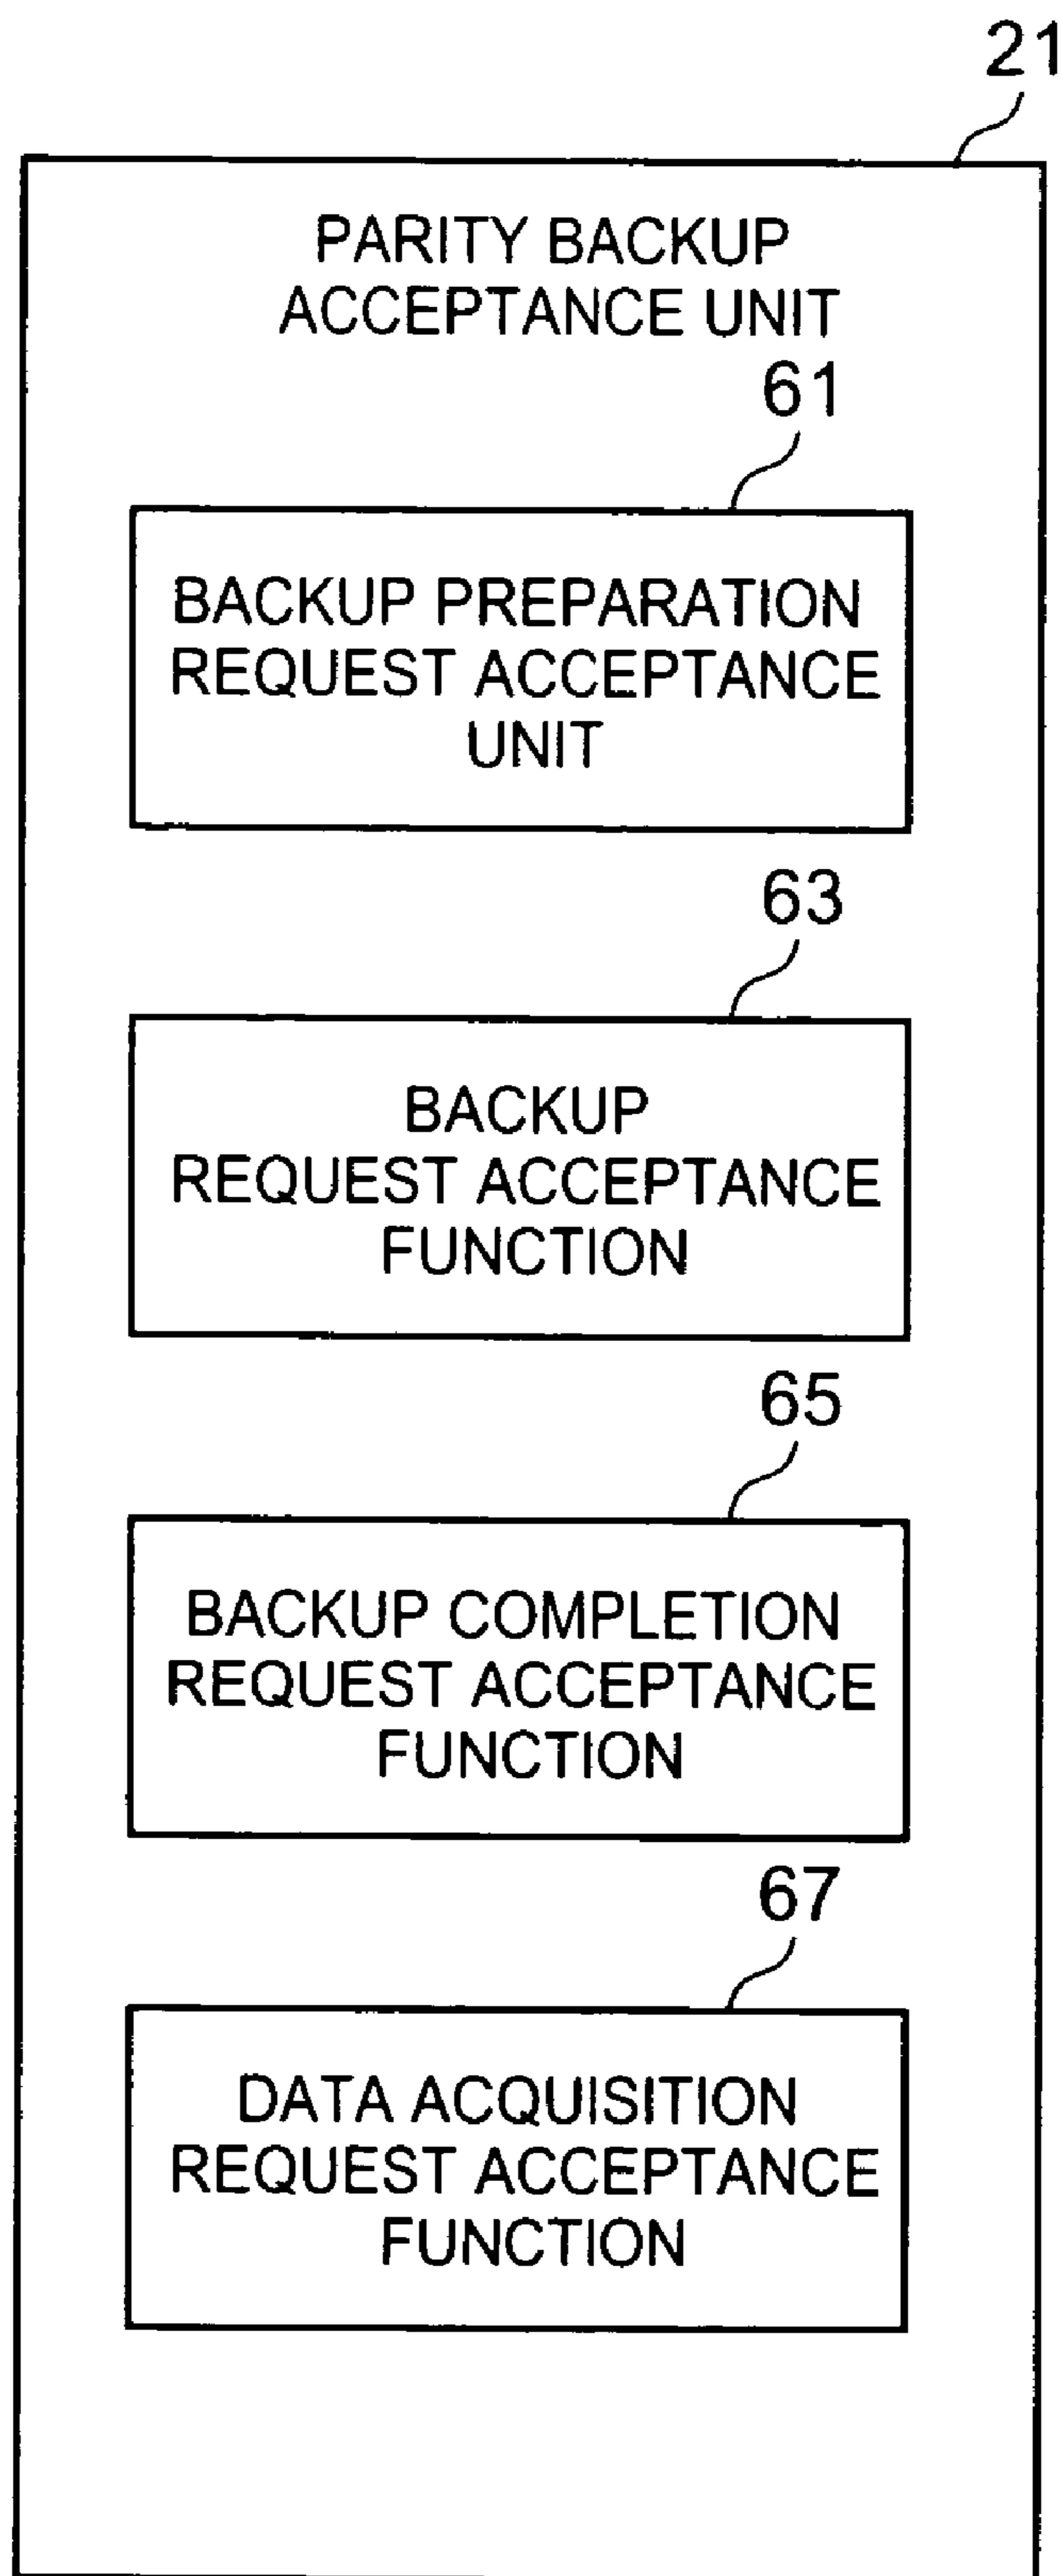 21
PARITY BACKUP
ACCEPTANCE UNIT
61
BACKUP PREPARATION
REQUEST ACCEPTANCE
UNIT
63
BACKUP
REQUEST ACCEPTANCE
FUNCTION
65
BACKUP COMPLETION
REQUEST ACCEPTANCE
FUNCTION
67
DATA ACQUISITION
REQUEST ACCEPTANCE
FUNCTION